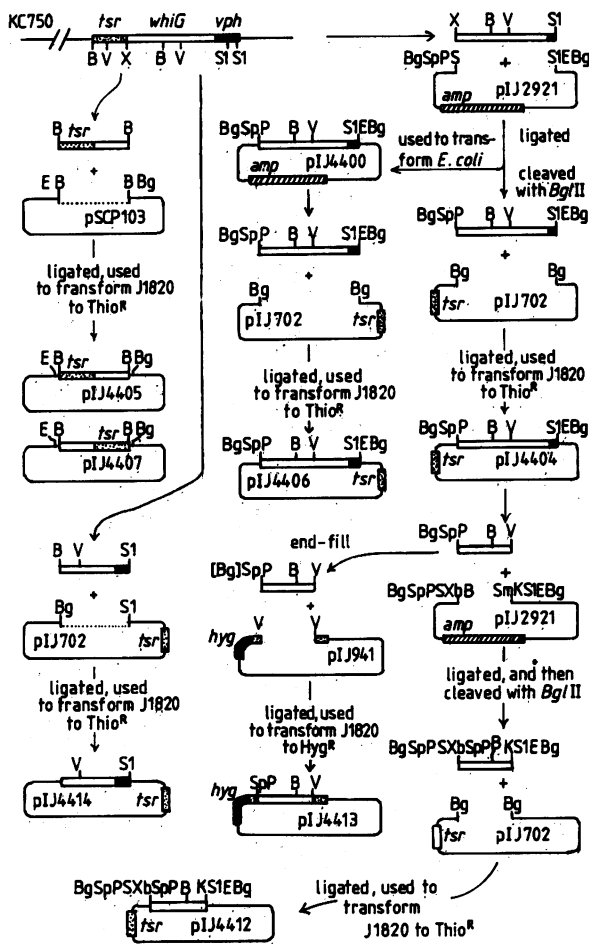 KC750 tsr whiG vph
B V X B V S1 S1
X B V S1
BgSpPS + S1EBg
amp pIJ2921
ligated
cleaved
with BglII
used to trans-
form E. coli
BgSpP B V S1EBg
amp pIJ4400
BgSpP B V S1EBg
+
Bg Bg
pIJ702 tsr
ligated, used
to transform J1820
to ThioR
BgSpP B V S1EBg
pIJ4406 tsr
B tsr B
+
E B B Bg
pSCP103
ligated, used
to transform J1820
to ThioR
E B tsr B Bg
pIJ4405
E B tsr B Bg
pIJ4407
BgSpP B V S1EBg
+
Bg Bg
tsr pIJ702
ligated, used
to transform J1820
to ThioR
BgSpP B V S1EBg
tsr pIJ4404
BgSpP B V
+
BgSpPSXbB SmKS1EBg
amp pIJ2921
ligated, and then
cleaved with BglII
BgSpPSXbSpP B KS1EBg
+
Bg Bg
tsr pIJ702
ligated, used to
transform
J1820 to ThioR
BgSpPSXbSpPB KS1EBg
tsr pIJ4412
end-fill
[Bg]SpP B V
+
V V
hyg pIJ941
ligated, used
to transform J1820
to HygR
hyg SpP B V
pIJ4413
B V S1
+
Bg S1
pIJ702 tsr
ligated, used
to transform J1820
to ThioR
V S1
pIJ4414 tsr